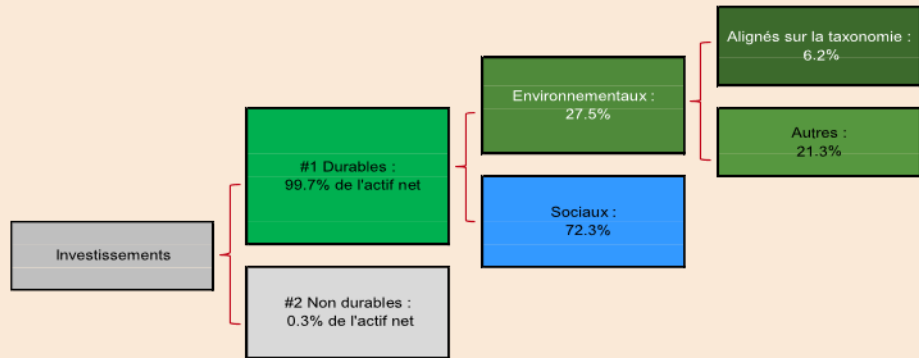 Investissements
#1 Durables :
99.7% de l'actif net
#2 Non durables :
0.3% de l'actif net
Environnementaux :
27.5%
Sociaux :
72.3%
Alignés sur la taxonomie :
6.2%
Autres :
21.3%